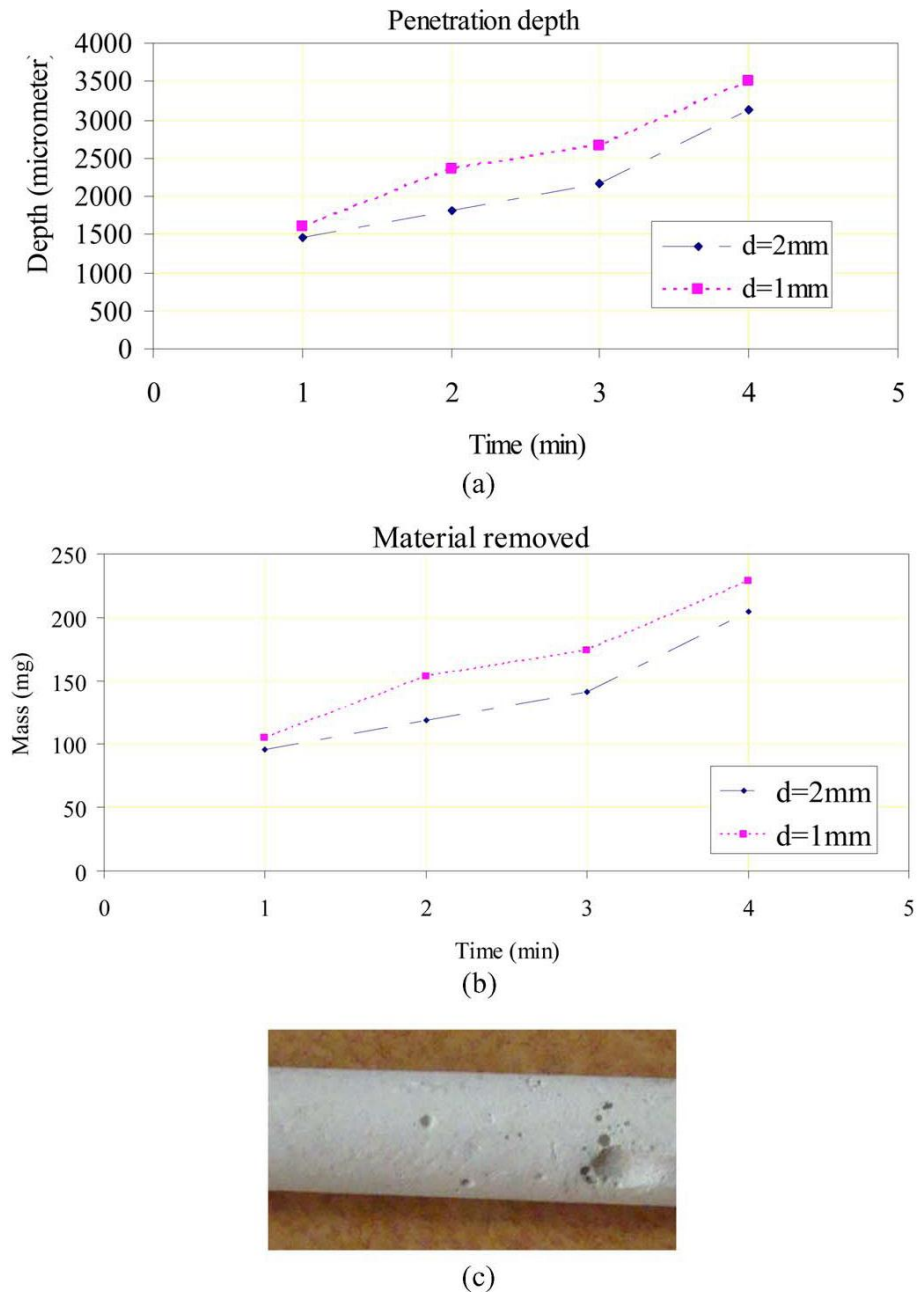 Penetration depth
Depth (micrometer)
4000
3500
3000
2500
2000
1500
1000
500
0
0 1 2 3 4 5
d=2mm
d=1mm
Time (min)
(a)
Material removed
Mass (mg)
250
200
150
100
50
0
0 1 2 3 4 5
d=2mm
d=1mm
Time (min)
(b)
(c)